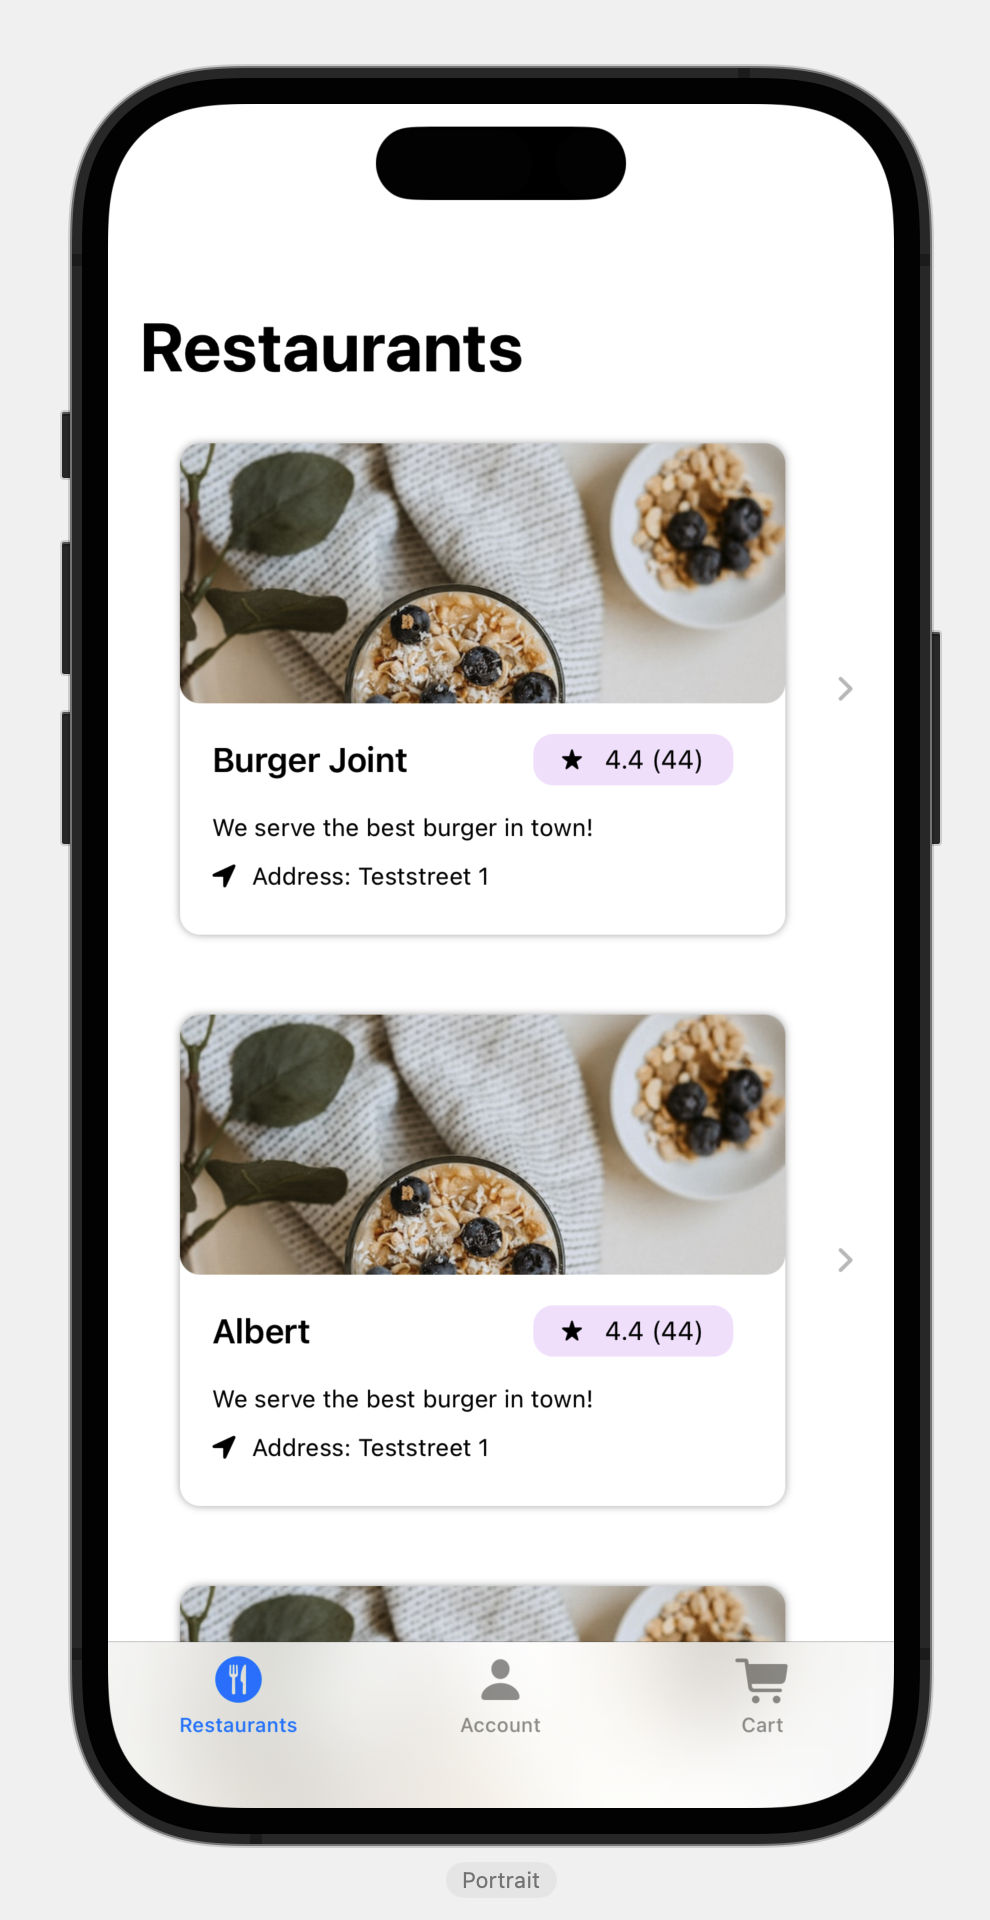 Restaurants
Burger Joint
4.4 (44)
We serve the best burger in town!
Address: Teststreet 1
Albert
4.4 (44)
We serve the best burger in town!
Address: Teststreet 1
Restaurants
Account
Cart
Portrait